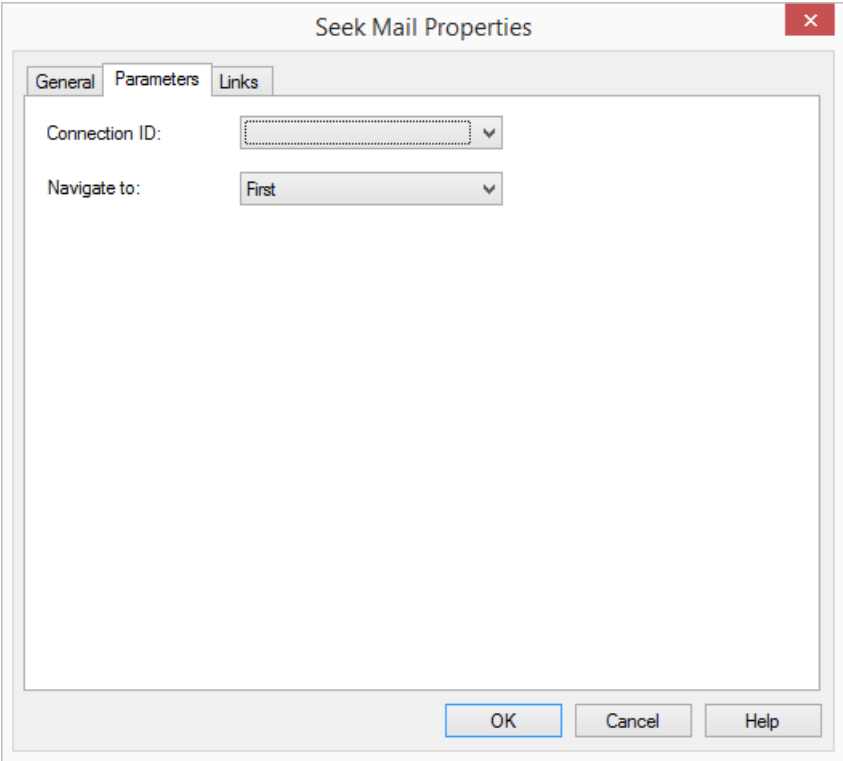 Seek Mail Properties
General Parameters Links
Connection ID:
Navigate to: First
OK Cancel Help